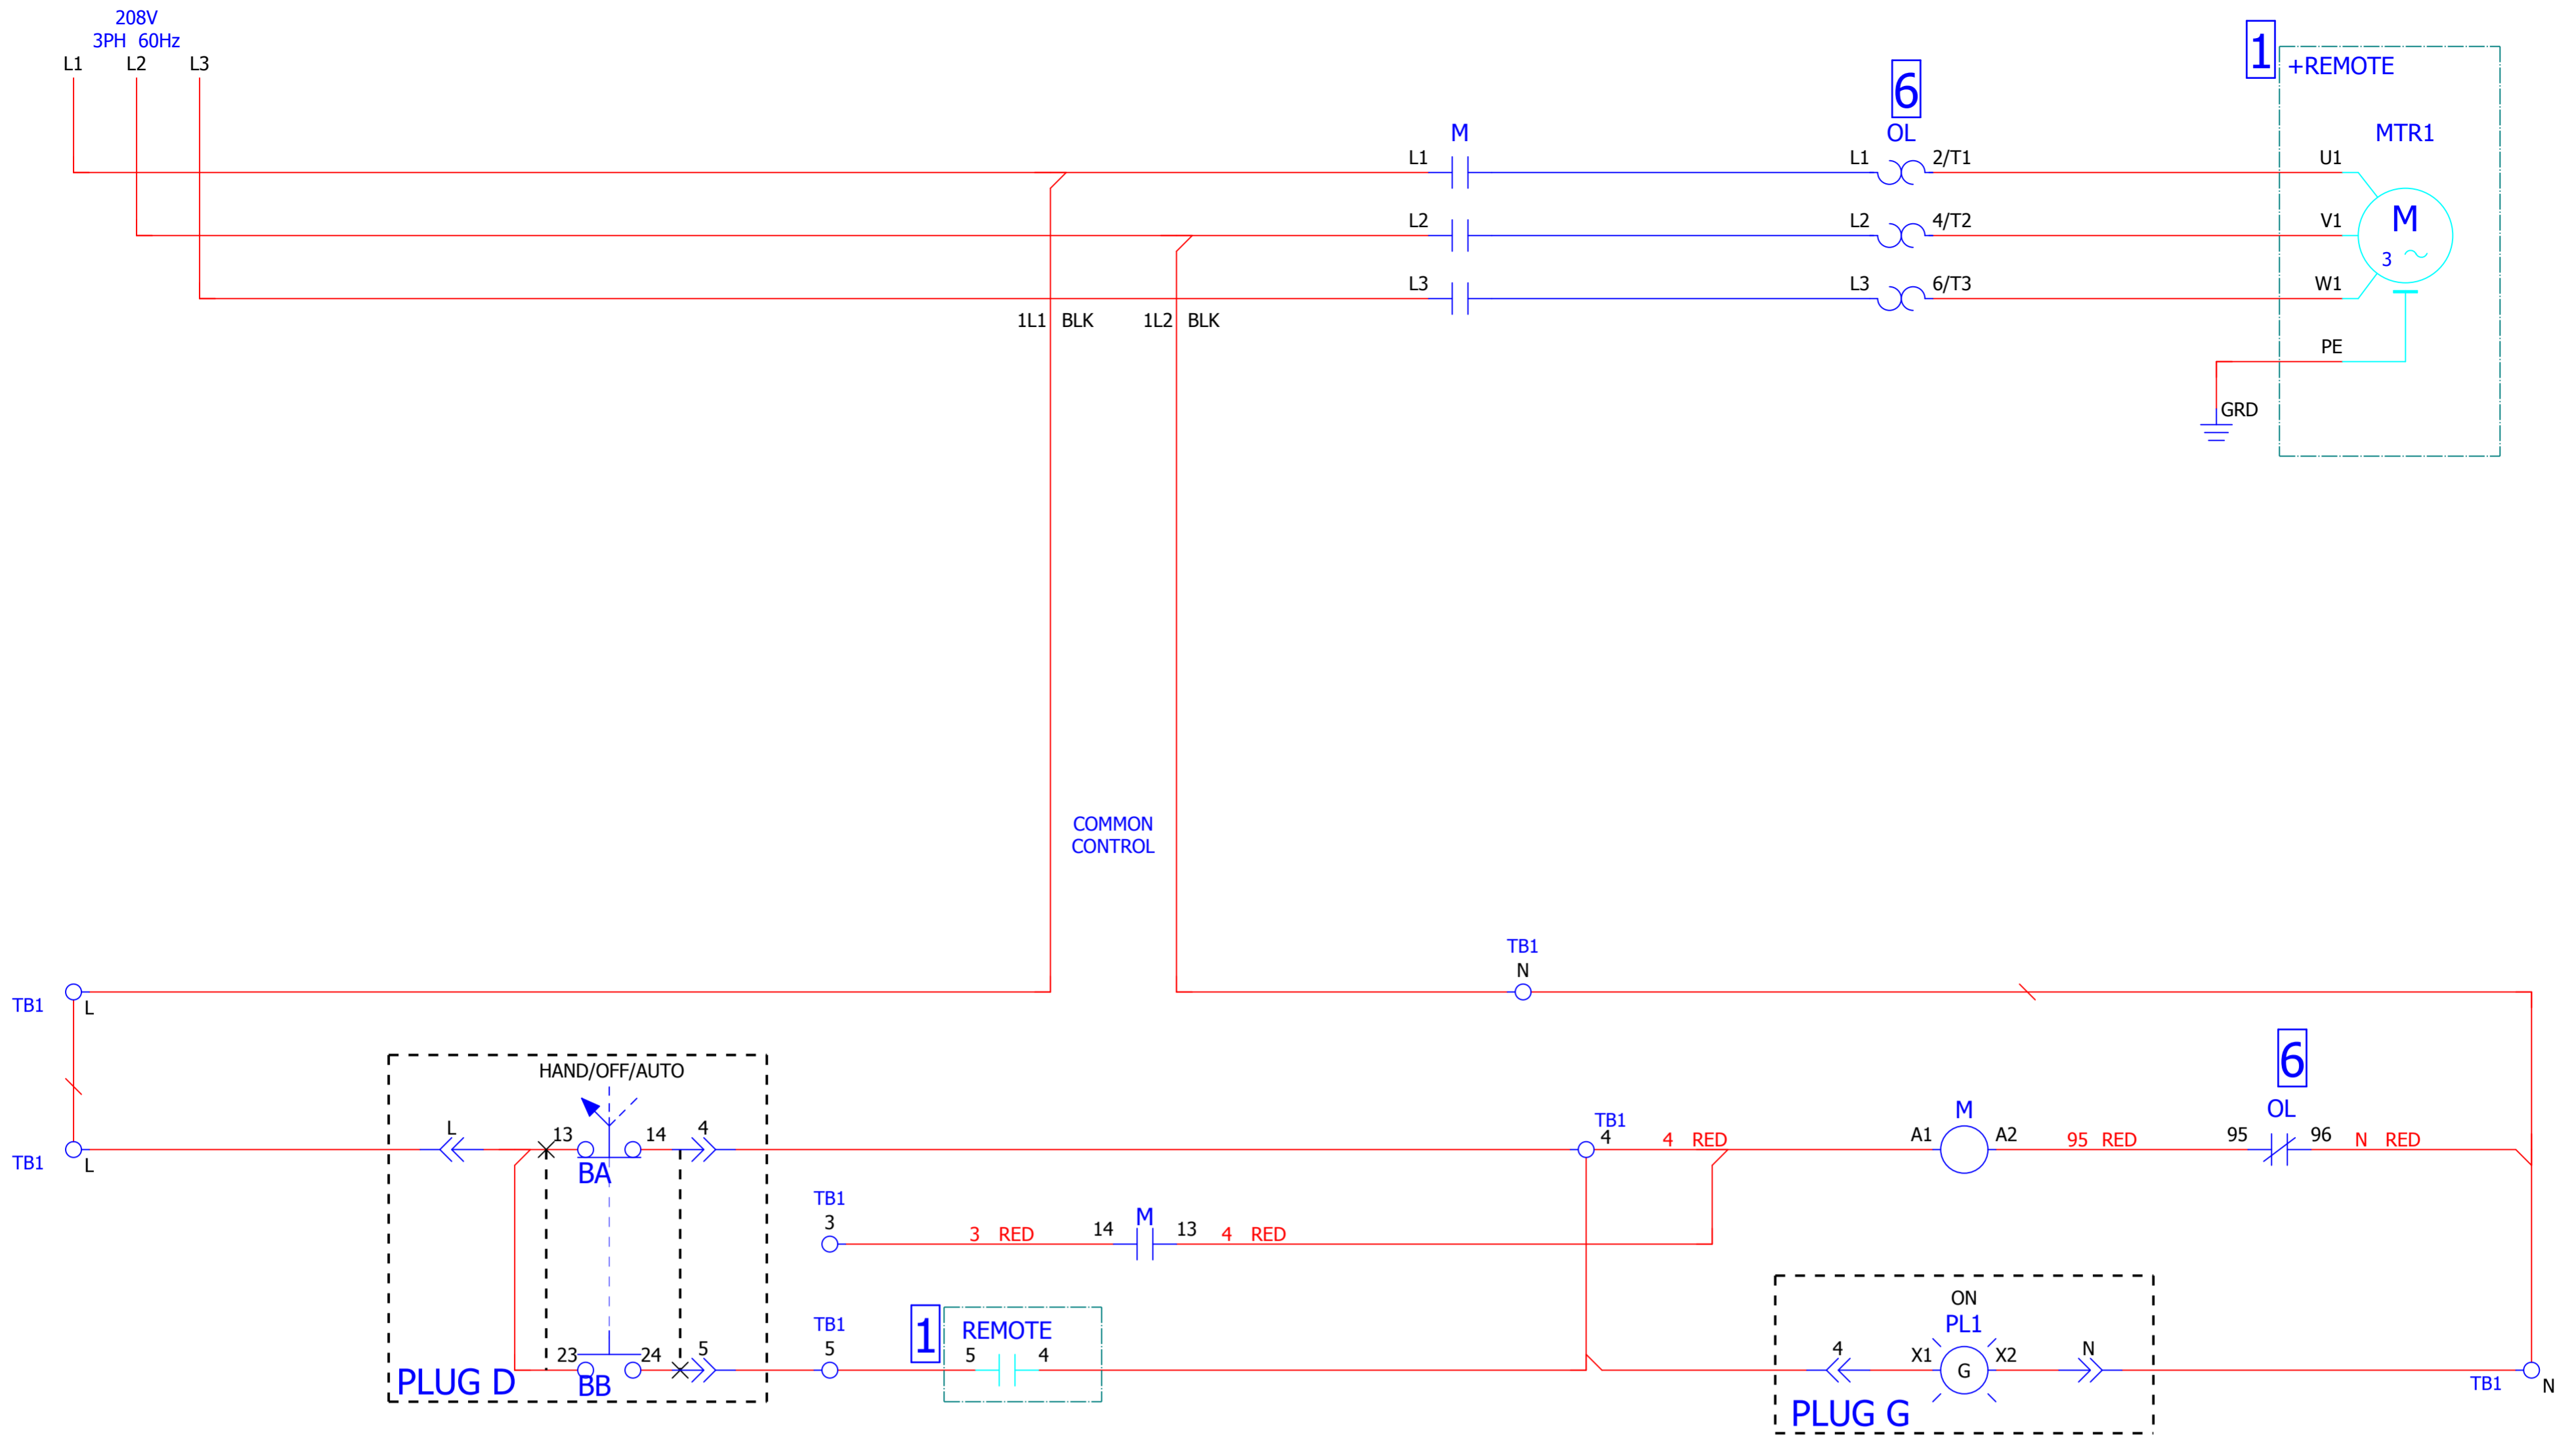 208V
3PH 60Hz
L1 L2 L3
1
+REMOTE
6
OL
M
MTR1
L1 L1 2/T1 U1
M
L2 L2 4/T2 V1
3
L3 L3 6/T3 W1
1L1 BLK 1L2 BLK
PE
GRD
COMMON
CONTROL
TB1
N
TB1 L
6
HAND/OFF/AUTO
M
OL
TB1
L 13 14 4
4 4 RED A1 A2 95 RED 95 96 N RED
TB1 L
BA
TB1
3
M
3 RED 14 13 4 RED
ON
TB1
1
REMOTE
PL1
23 24 5
5
5 4
4 X1 X2 N
G
PLUG D
BB
TB1 N
PLUG G